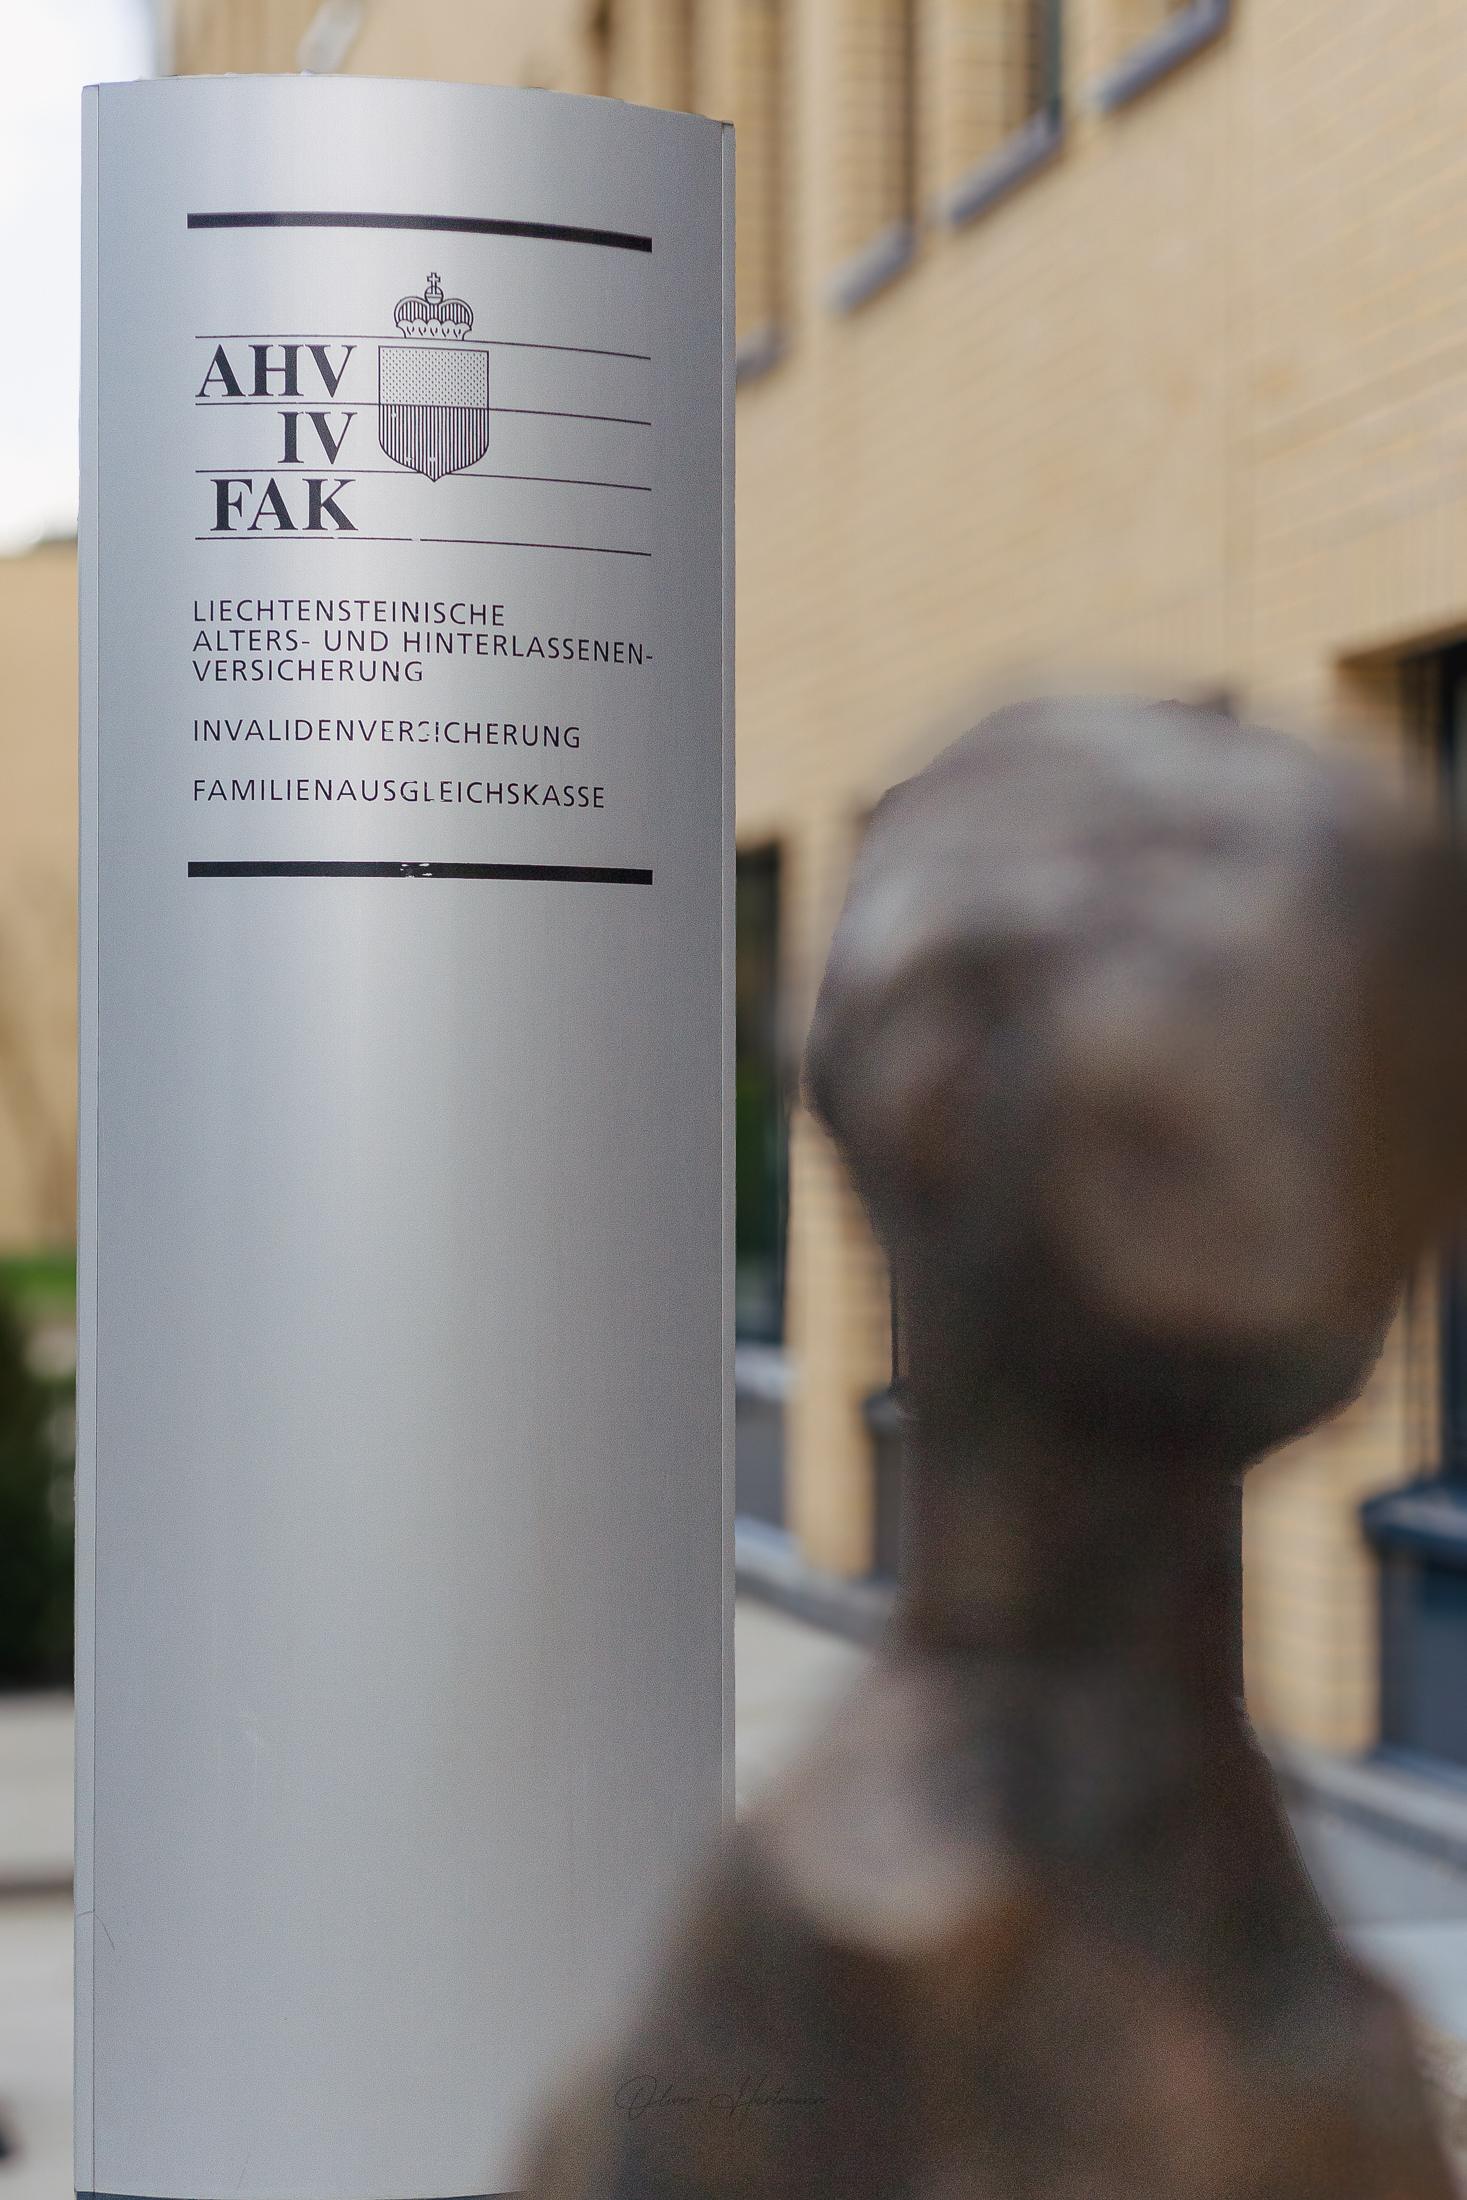 AHV
IV
FAK
LIECHTENSTEINISCHE
ALTERS- UND HINTERLASSENEN-
VERSICHERUNG
INVALIDENVERSICHERUNG
FAMILIENAUSGLEICHSKASSE